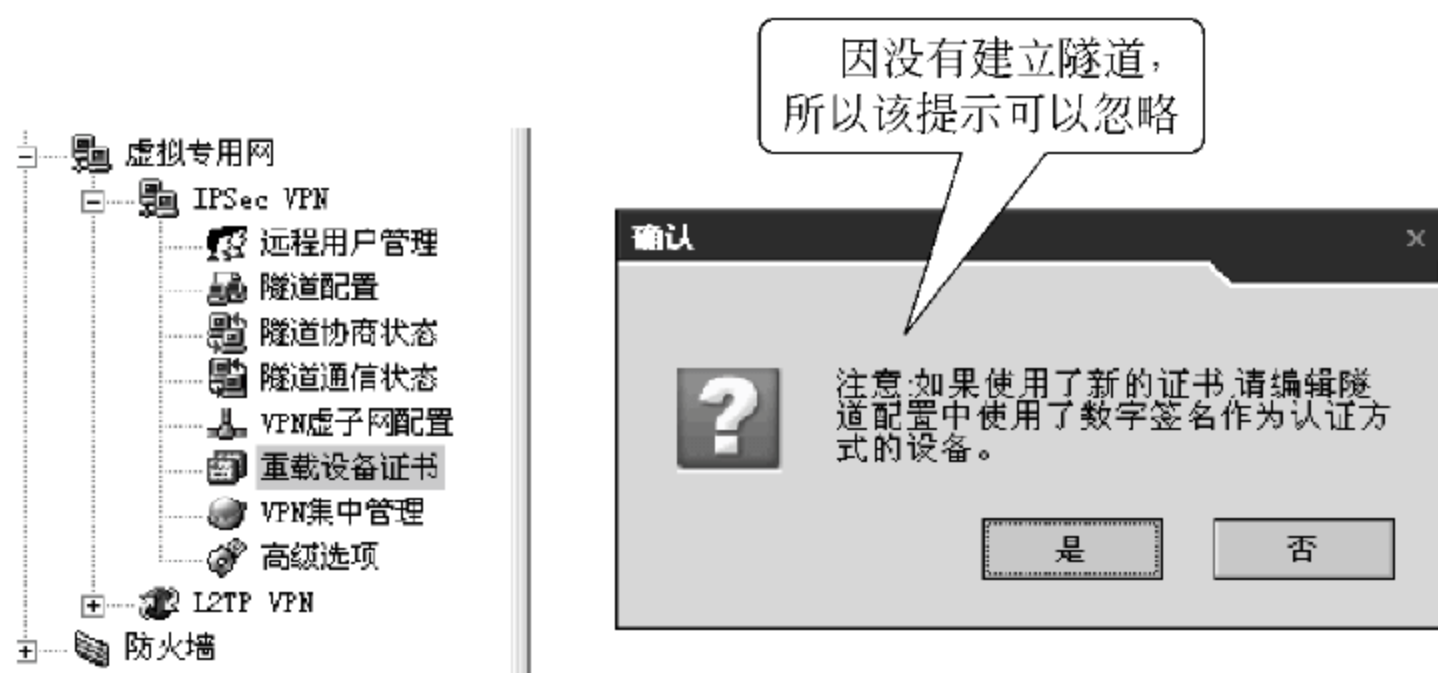 因没有建立隧道，
所以该提示可以忽略
虚拟专用网
IPSec VPN
远程用户管理
隧道配置
隧道协商状态
隧道通信状态
VPN虚子网配置
重载设备证书
VPN集中管理
高级选项
L2TP VPN
防火墙
确认
x
注意:如果使用了新的证书,请编辑隧
道配置中使用了数字签名作为认证方
式的设备。
是
否